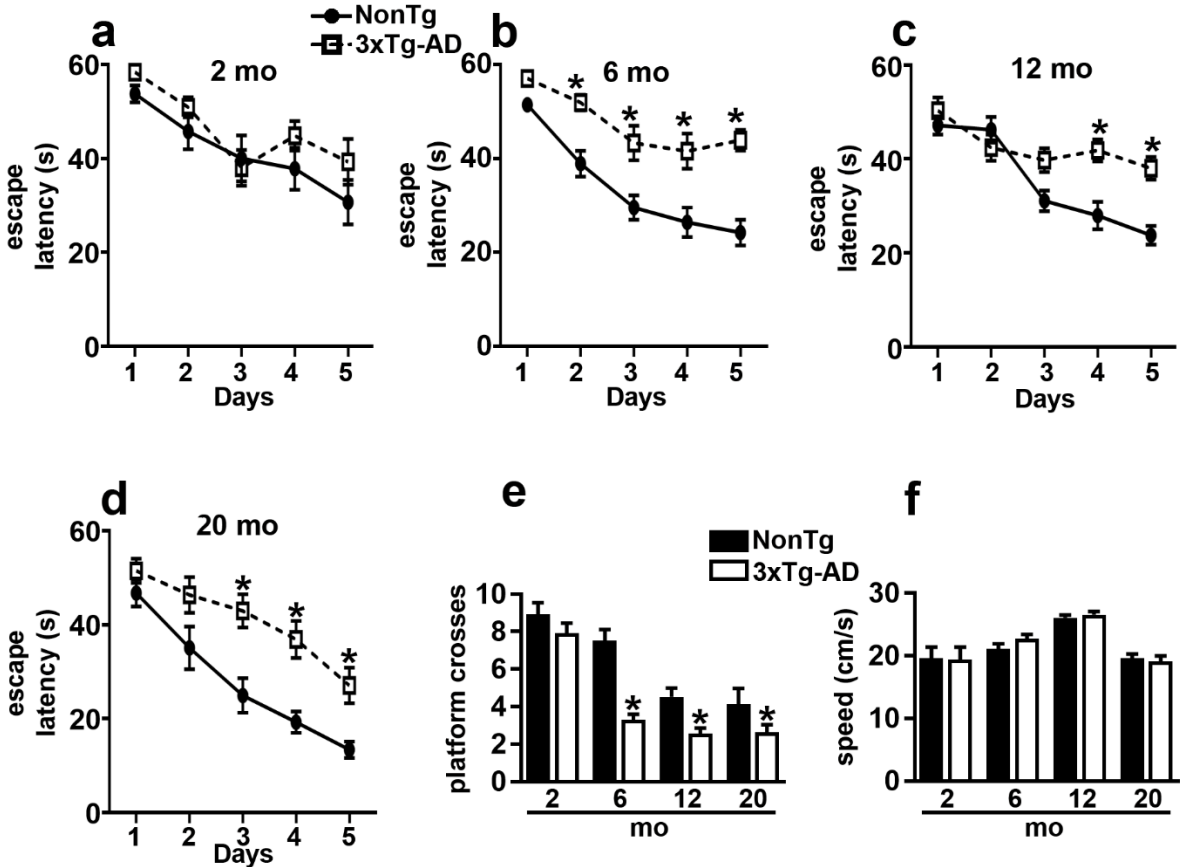 a
NonTg
3xTg-AD
2 mo
60
40
20
0
escape
latency (s)
1 2 3 4 5
Days
b
6 mo
60
40
20
0
escape
latency (s)
* * * *
1 2 3 4 5
Days
c
12 mo
60
40
20
0
escape
latency (s)
* *
1 2 3 4 5
Days
d
20 mo
60
40
20
0
escape
latency (s)
* * *
1 2 3 4 5
Days
e
NonTg
3xTg-AD
10
8
6
4
2
0
platform crosses
* * *
2 6 12 20
mo
f
30
20
10
0
speed (cm/s)
2 6 12 20
mo